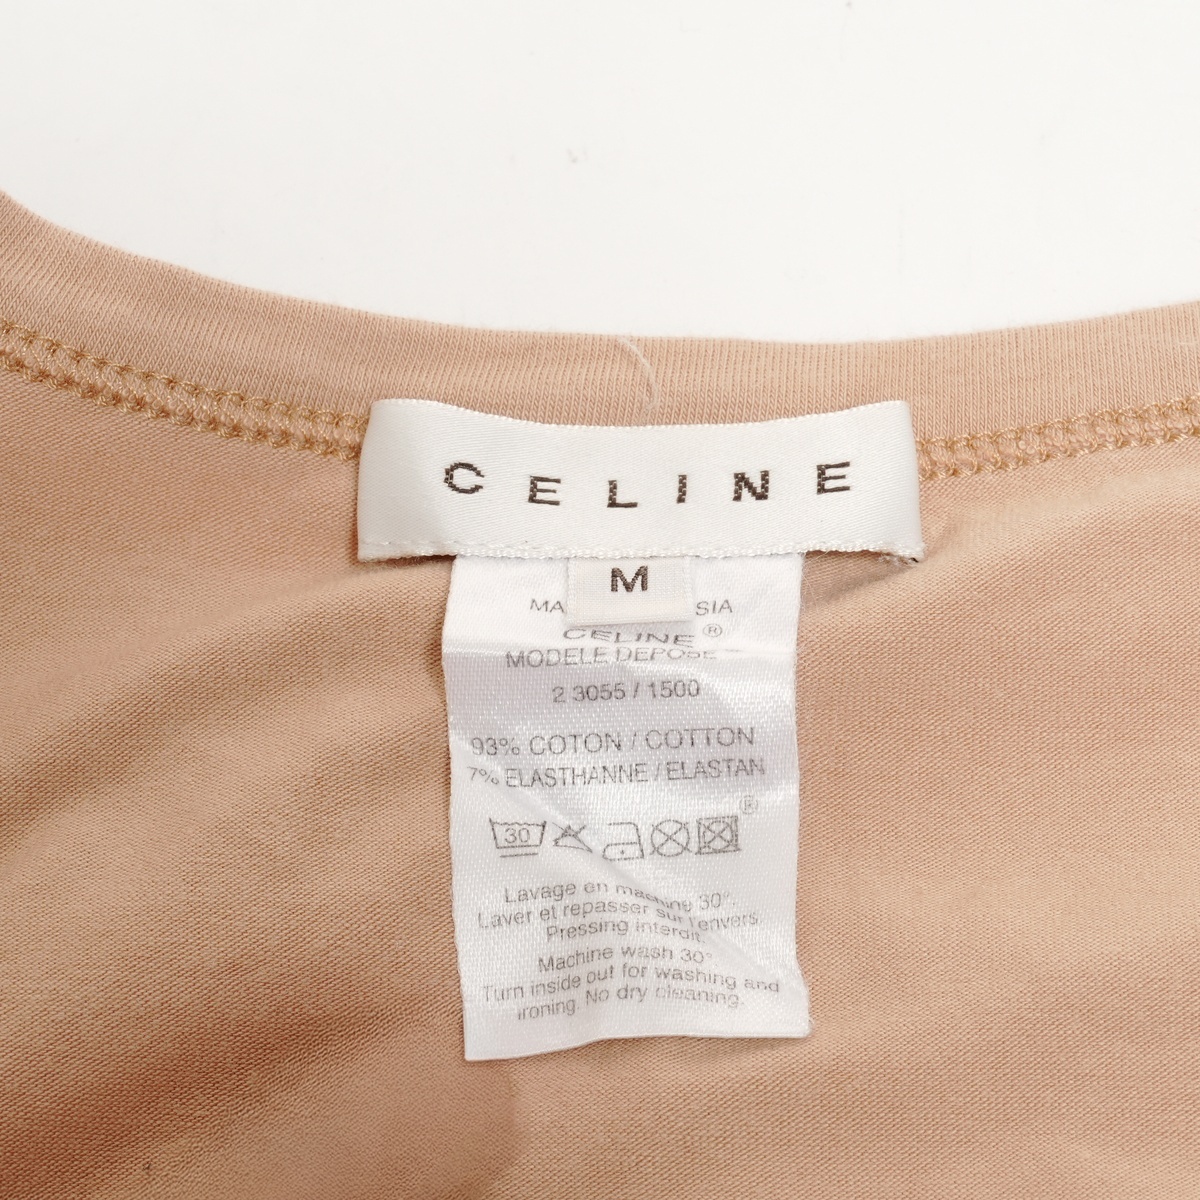 CELINE
M
MA SIA
CELINE®
MODELE DEPOSE
2 3055 / 1500
93% COTON / COTTON
7% ELASTHANNE / ELASTAN
®
30
Lavage en machine 30°.
Laver et repasser sur l'envers.
Pressing interdit.
Machine wash 30°
Turn inside out for washing and
ironing. No dry cleaning.